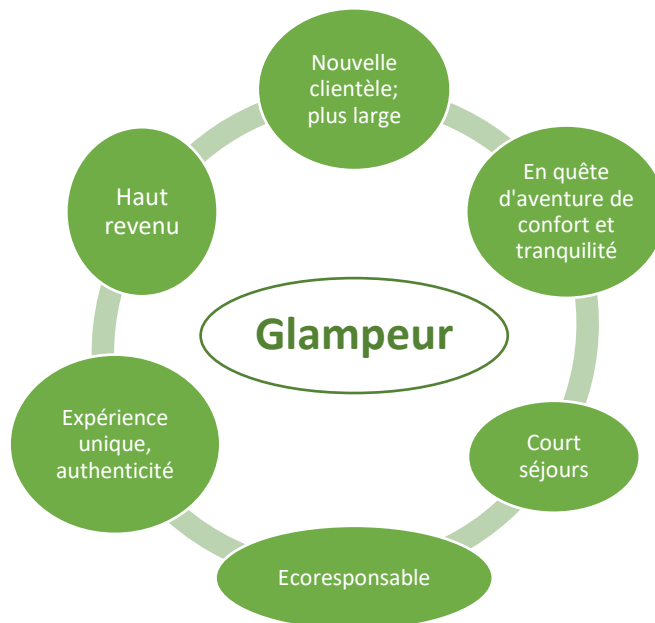 Nouvelle
clientèle;
plus large
En quête
d'aventure de
confort et
tranquilité
Haut
revenu
Glampeur
Expérience
unique,
authenticité
Court
séjours
Ecoresponsable